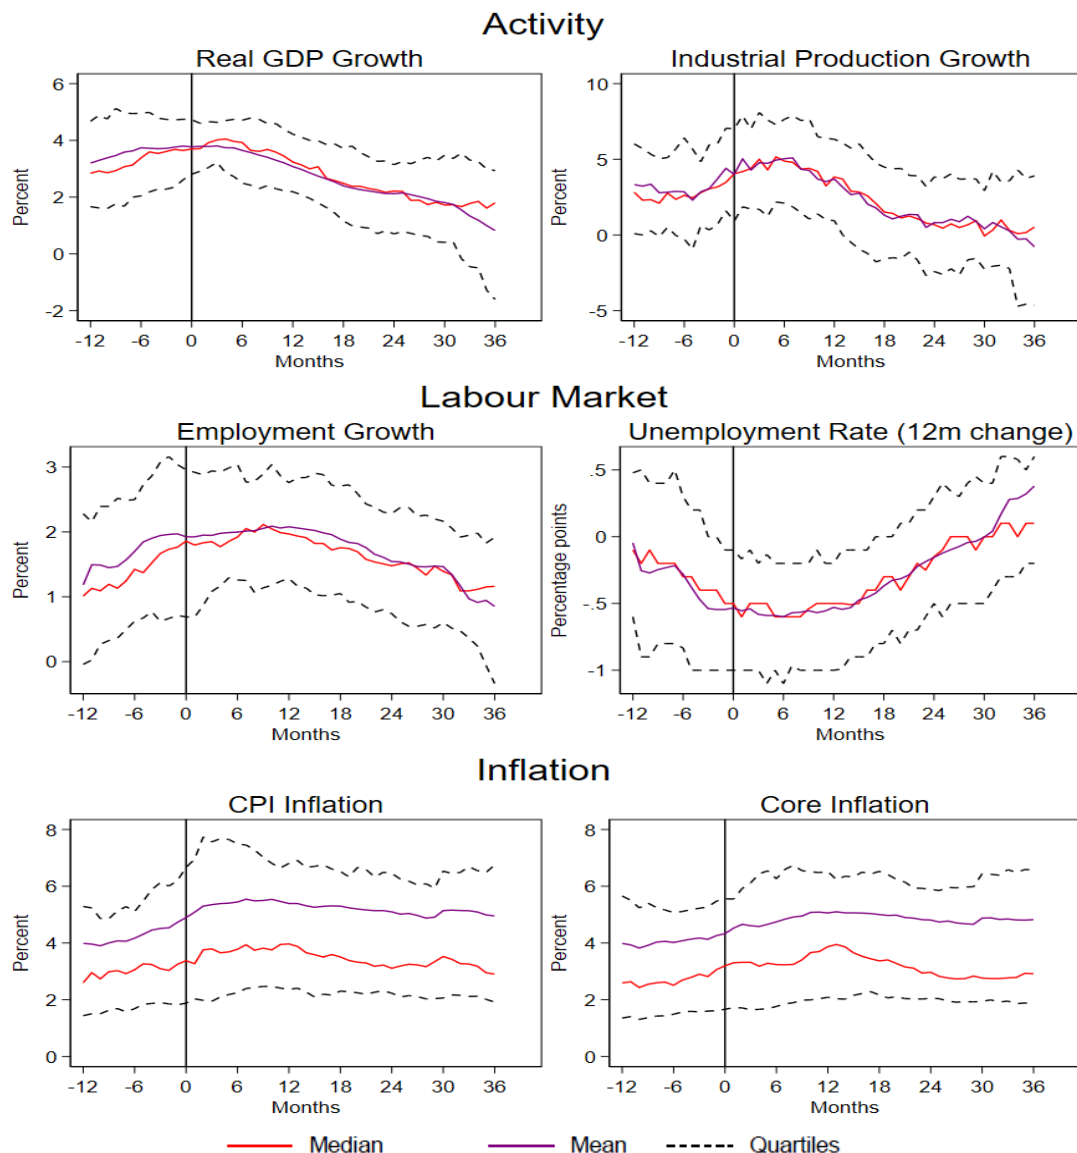 Activity
Real GDP Growth
Industrial Production Growth
Percent
6
4
2
0
-2
-12 -6 0 6 12 18 24 30 36
Months
Percent
10
5
0
-5
-12 -6 0 6 12 18 24 30 36
Months
Labour Market
Employment Growth
Unemployment Rate (12m change)
Percent
3
2
1
0
-12 -6 0 6 12 18 24 30 36
Months
Percentage points
.5
0
-.5
-1
-12 -6 0 6 12 18 24 30 36
Months
Inflation
CPI Inflation
Core Inflation
Percent
8
6
4
2
0
-12 -6 0 6 12 18 24 30 36
Months
Percent
8
6
4
2
0
-12 -6 0 6 12 18 24 30 36
Months
Median Mean Quartiles